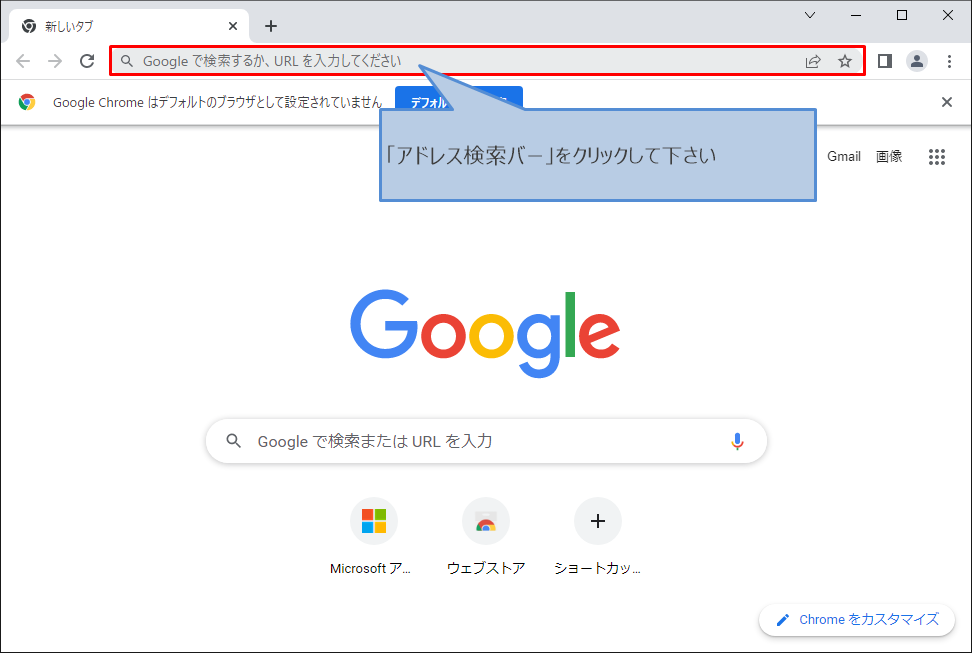 新しいタブ
Google で検索するか、URL を入力してください
Google Chrome はデフォルトのブラウザとして設定されていません
デフォル
「アドレス検索バー」をクリックして下さい
Gmail 画像
Google
Google で検索または URL を入力
Microsoft ア...
ウェブストア
ショートカッ...
Chrome をカスタマイズ